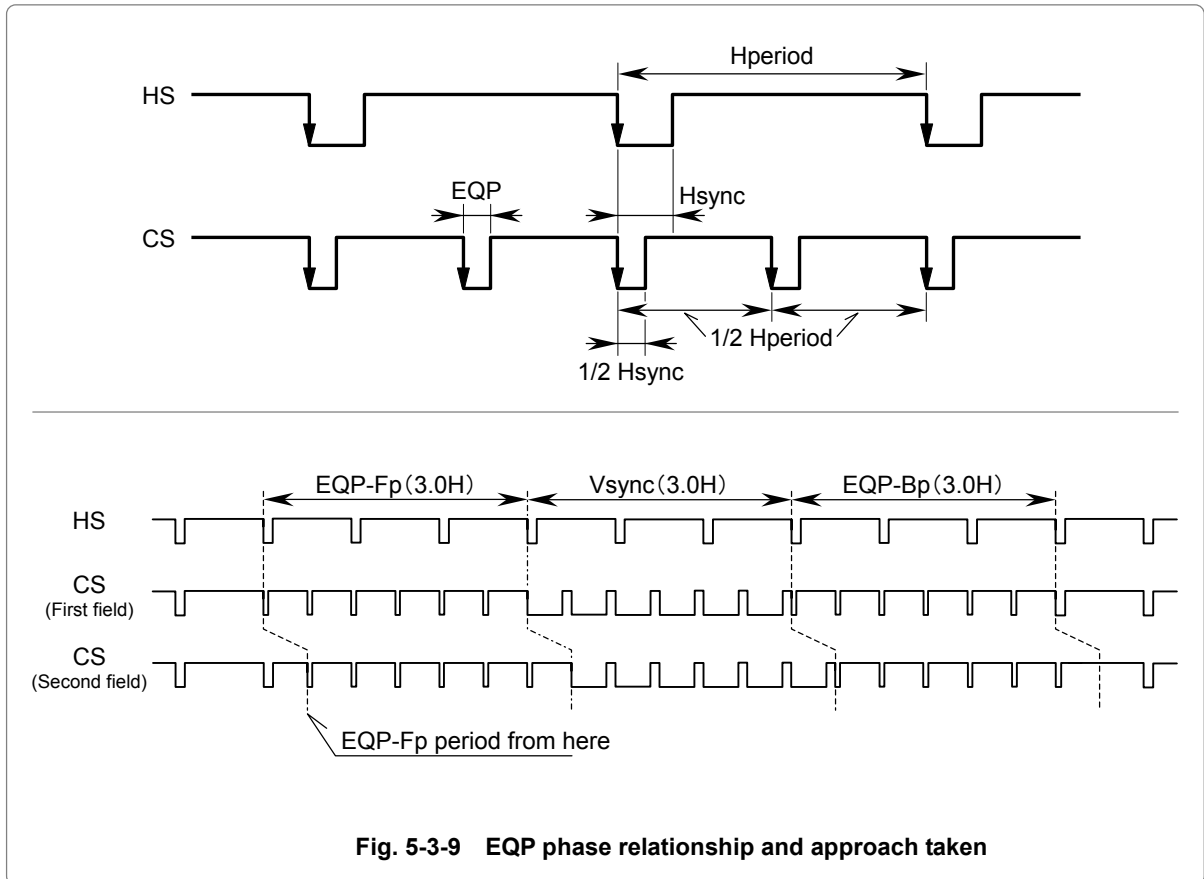 Hperiod
HS
EQP
Hsync
CS
1/2 Hperiod
1/2 Hsync
EQP-Fp(3.0H) Vsync(3.0H) EQP-Bp(3.0H)
HS
CS
(First field)
CS
(Second field)
EQP-Fp period from here
Fig. 5-3-9 EQP phase relationship and approach taken